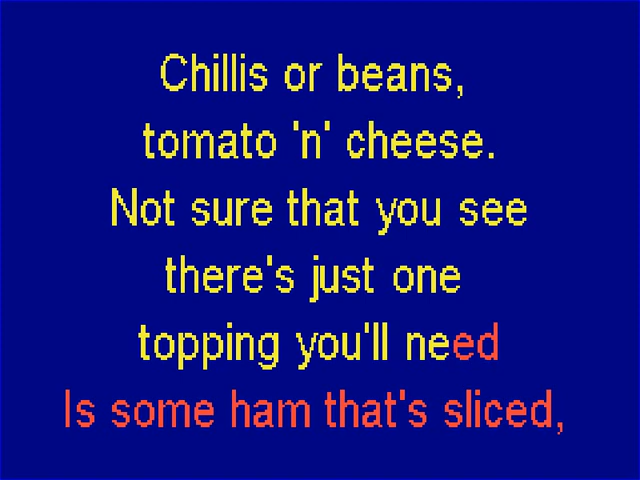 Chillis or beans,
tomato 'n' cheese.
Not sure that you see
there's just one
topping you'll need
Is some ham that's sliced,